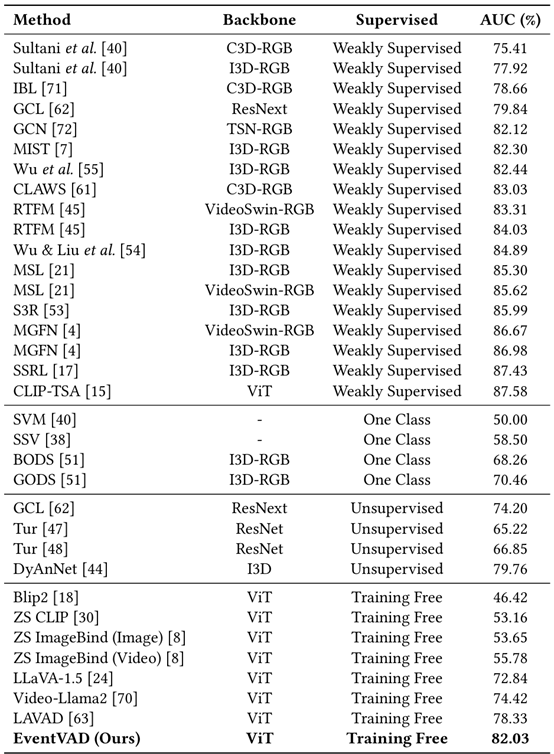 Method Backbone Supervised AUC (%)
Sultani et al. [40] C3D-RGB Weakly Supervised 75.41
Sultani et al. [40] I3D-RGB Weakly Supervised 77.92
IBL [71] C3D-RGB Weakly Supervised 78.66
GCL [62] ResNext Weakly Supervised 79.84
GCN [72] TSN-RGB Weakly Supervised 82.12
MIST [7] I3D-RGB Weakly Supervised 82.30
Wu et al. [55] I3D-RGB Weakly Supervised 82.44
CLAWS [61] C3D-RGB Weakly Supervised 83.03
RTFM [45] VideoSwin-RGB Weakly Supervised 83.31
RTFM [45] I3D-RGB Weakly Supervised 84.03
Wu & Liu et al. [54] I3D-RGB Weakly Supervised 84.89
MSL [21] I3D-RGB Weakly Supervised 85.30
MSL [21] VideoSwin-RGB Weakly Supervised 85.62
S3R [53] I3D-RGB Weakly Supervised 85.99
MGFN [4] VideoSwin-RGB Weakly Supervised 86.67
MGFN [4] I3D-RGB Weakly Supervised 86.98
SSRL [17] I3D-RGB Weakly Supervised 87.43
CLIP-TSA [15] ViT Weakly Supervised 87.58
SVM [40] - One Class 50.00
SSV [38] - One Class 58.50
BODS [51] I3D-RGB One Class 68.26
GODS [51] I3D-RGB One Class 70.46
GCL [62] ResNext Unsupervised 74.20
Tur [47] ResNet Unsupervised 65.22
Tur [48] ResNet Unsupervised 66.85
DyAnNet [44] I3D Unsupervised 79.76
Blip2 [18] ViT Training Free 46.42
ZS CLIP [30] ViT Training Free 53.16
ZS ImageBind (Image) [8] ViT Training Free 53.65
ZS ImageBind (Video) [8] ViT Training Free 55.78
LLaVA-1.5 [24] ViT Training Free 72.84
Video-Llama2 [70] ViT Training Free 74.42
LAVAD [63] ViT Training Free 78.33
EventVAD (Ours) ViT Training Free 82.03